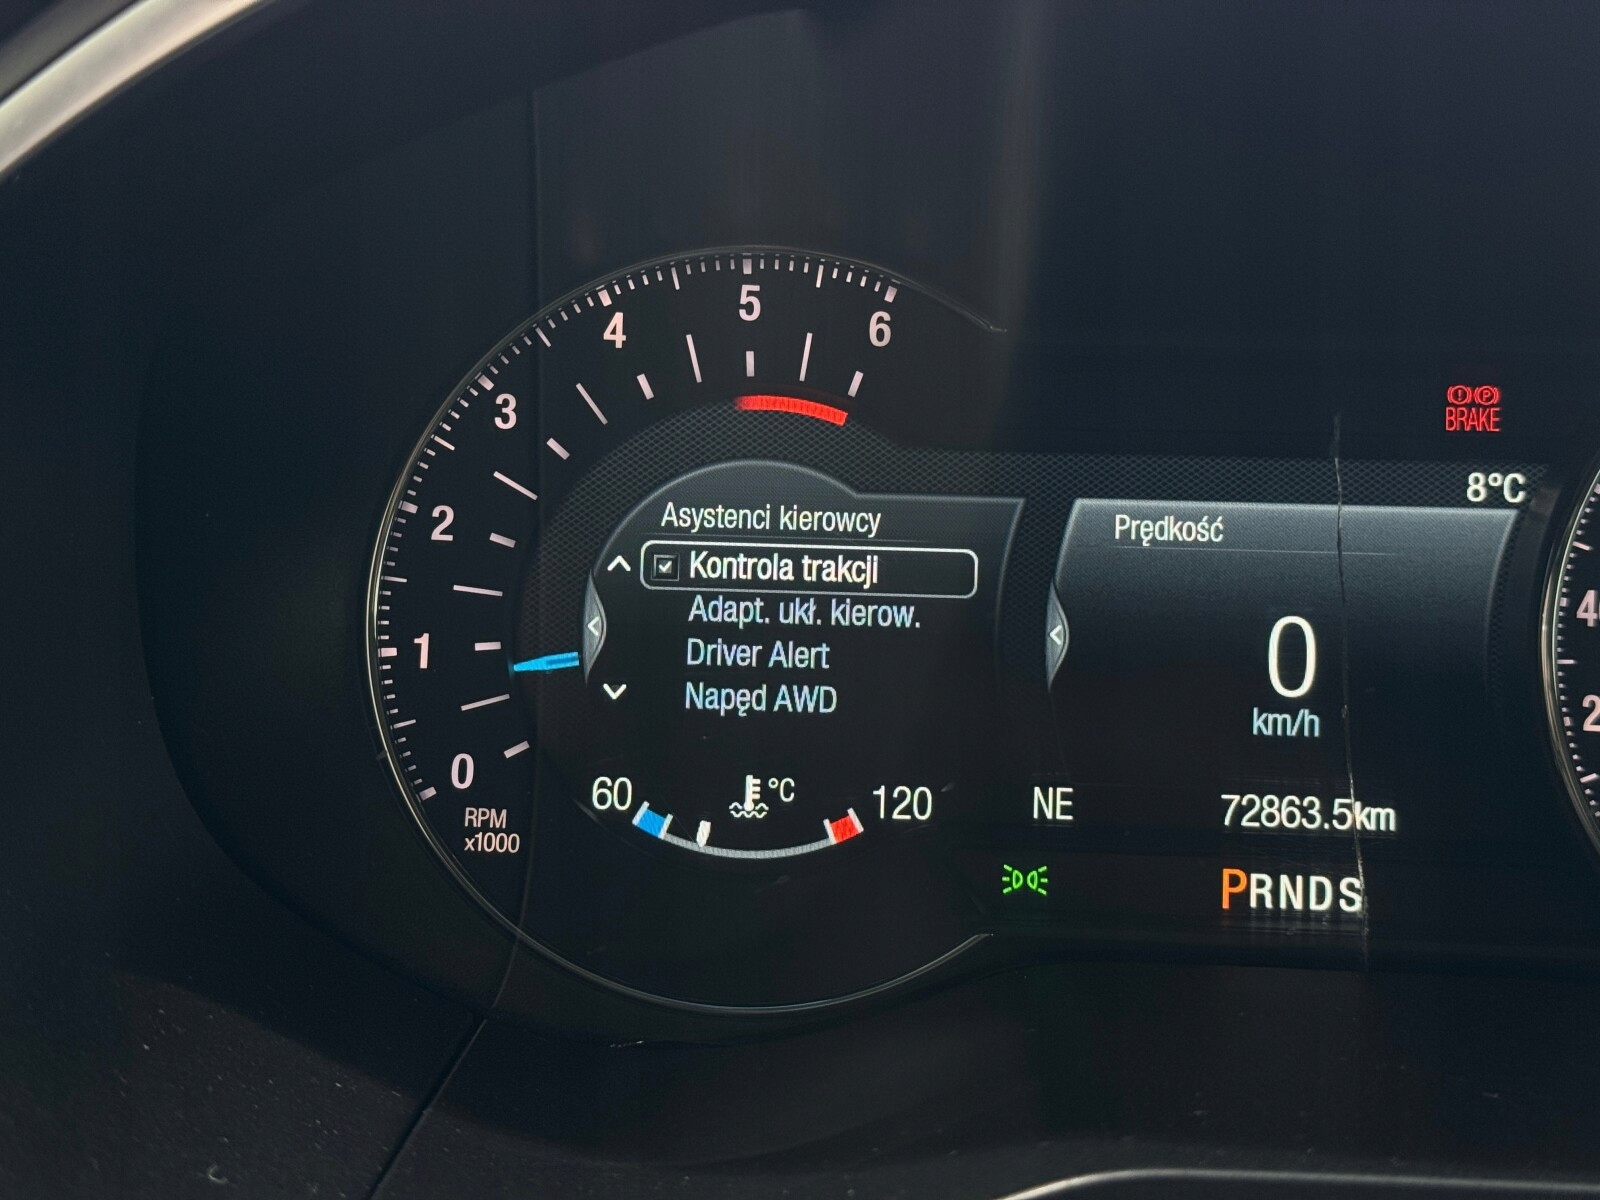 5
4
6
3
2
1
0
RPM
x1000
Asystenci kierowcy
Kontrola trakcji
Adapt. ukł. kierow.
Driver Alert
Napęd AWD
60
°C
120
BRAKE
8°C
Prędkość
0
km/h
NE
72863.5km
PRNDS